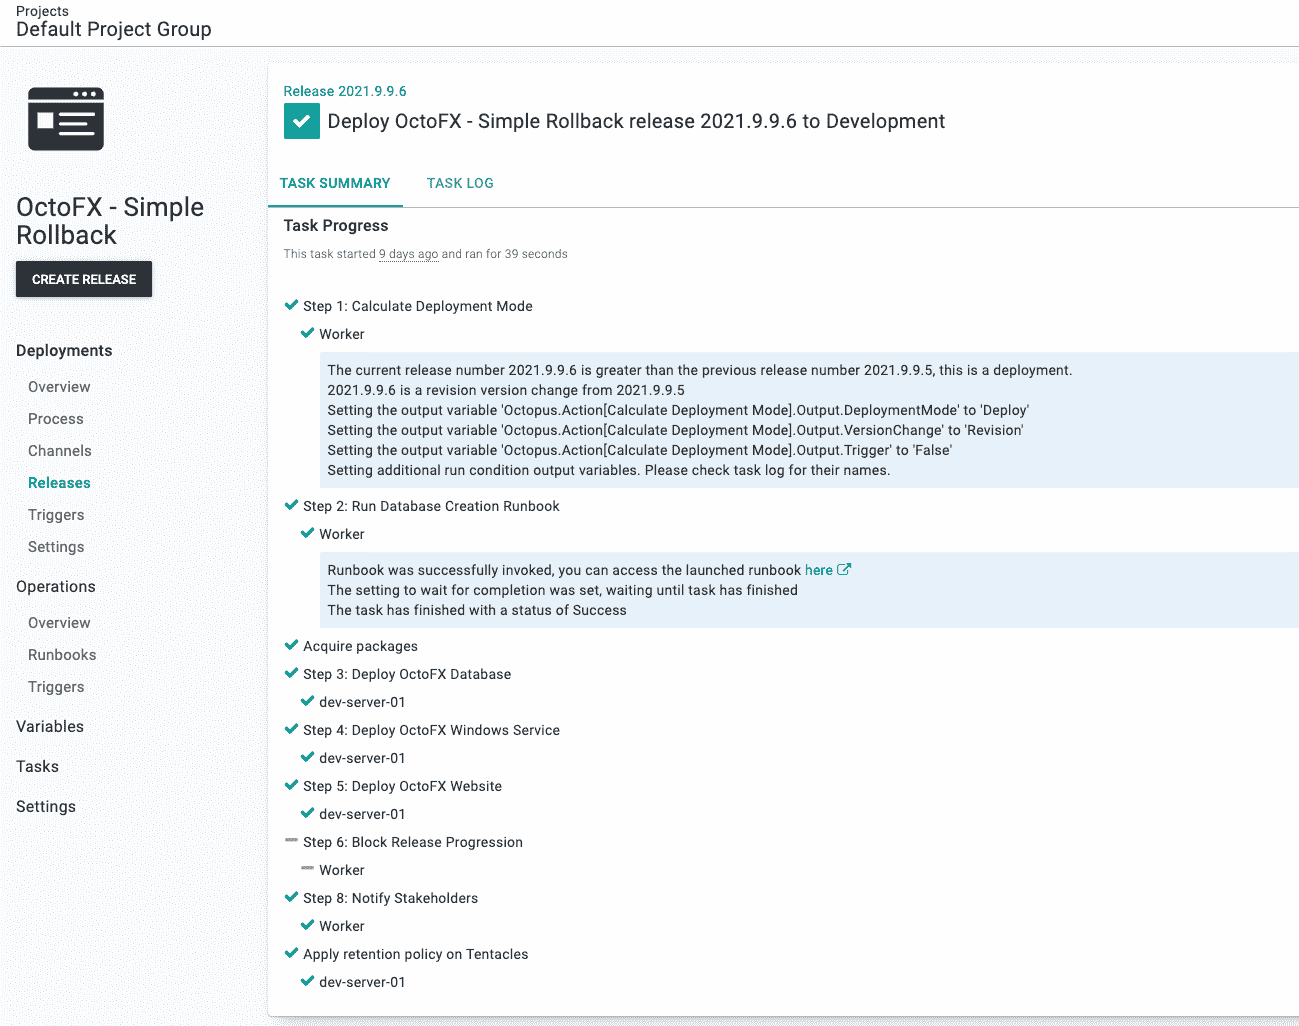 Projects
Default Project Group
OctoFX - Simple
Rollback
CREATE RELEASE
Deployments
Overview
Process
Channels
Releases
Triggers
Settings
Operations
Overview
Runbooks
Triggers
Variables
Tasks
Settings
Release 2021.9.9.6
Deploy OctoFX - Simple Rollback release 2021.9.9.6 to Development
TASK SUMMARY
TASK LOG
Task Progress
This task started 9 days ago and ran for 39 seconds
Step 1: Calculate Deployment Mode
Worker
The current release number 2021.9.9.6 is greater than the previous release number 2021.9.9.5, this is a deployment.
2021.9.9.6 is a revision version change from 2021.9.9.5
Setting the output variable 'Octopus.Action[Calculate Deployment Mode].Output.DeploymentMode' to 'Deploy'
Setting the output variable 'Octopus.Action[Calculate Deployment Mode].Output.VersionChange' to 'Revision'
Setting the output variable 'Octopus.Action[Calculate Deployment Mode].Output.Trigger' to 'False'
Setting additional run condition output variables. Please check task log for their names.
Step 2: Run Database Creation Runbook
Worker
Runbook was successfully invoked, you can access the launched runbook here
The setting to wait for completion was set, waiting until task has finished
The task has finished with a status of Success
Acquire packages
Step 3: Deploy OctoFX Database
dev-server-01
Step 4: Deploy OctoFX Windows Service
dev-server-01
Step 5: Deploy OctoFX Website
dev-server-01
Step 6: Block Release Progression
Worker
Step 8: Notify Stakeholders
Worker
Apply retention policy on Tentacles
dev-server-01